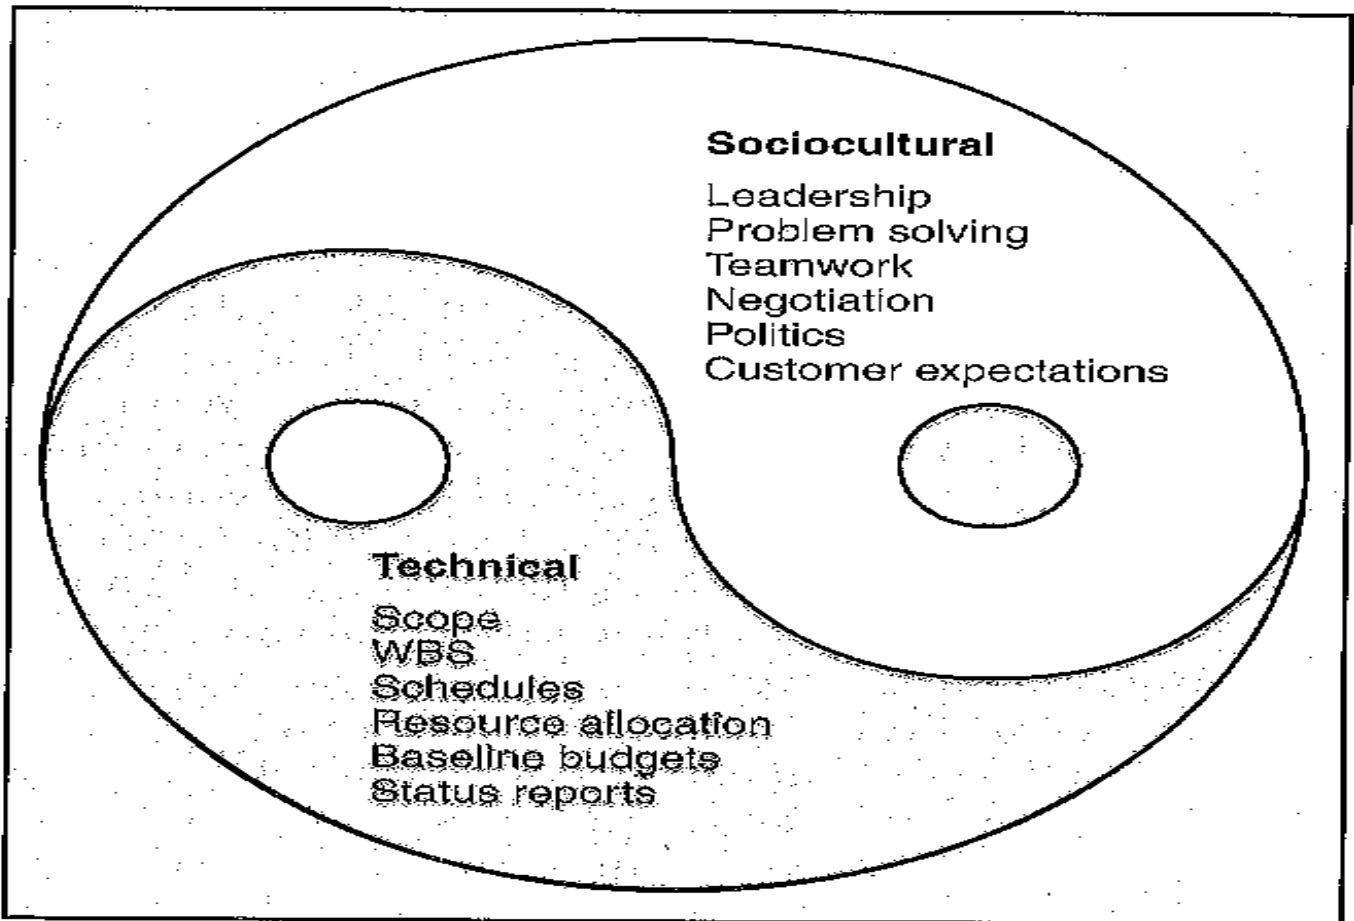 Sociocultural
Leadership
Problem solving
Teamwork
Negotiation
Politics
Customer expectations
Technical
Scope
WBS
Schedules
Resource allocation
Baseline budgets
Status reports